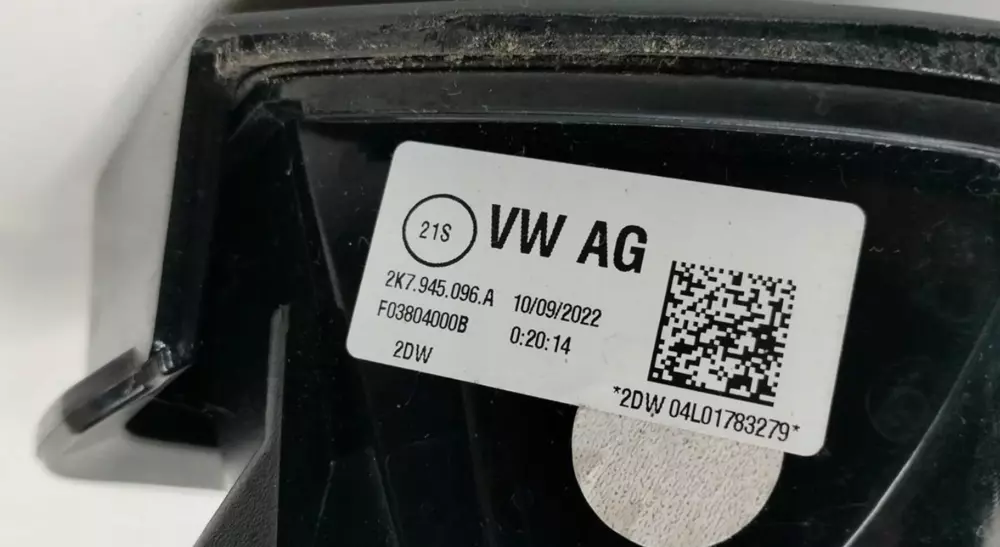 21S
VW AG
2K7.945.096.A
10/09/2022
F03804000B
0:20:14
2DW
*2DW 04L01783279*